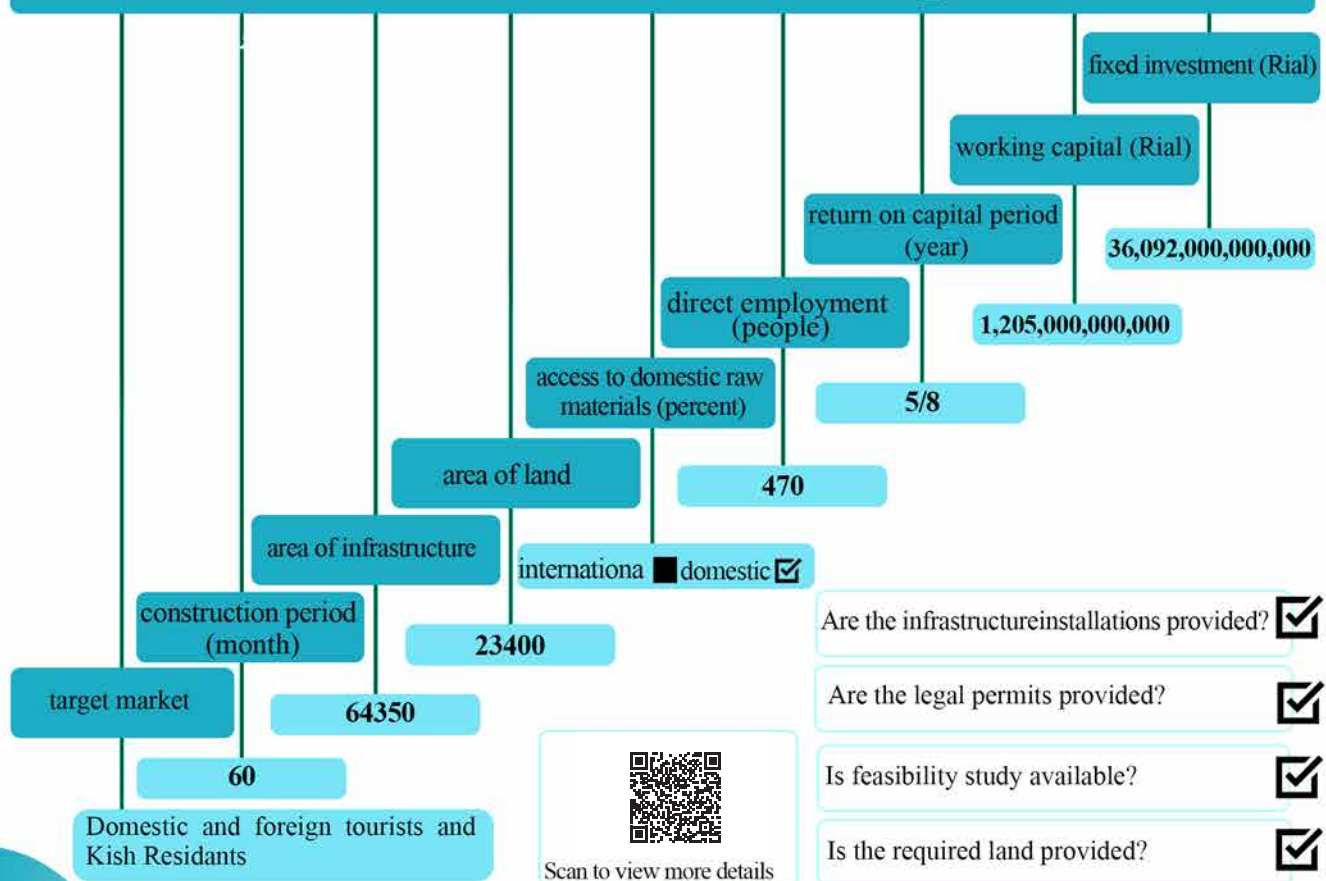 fixed investment (Rial)
36,092,000,000,000
working capital (Rial)
1,205,000,000,000
return on capital period
(year)
5/8
direct employment
(people)
470
access to domestic raw
materials (percent)
internationa domestic
area of land
23400
area of infrastructure
64350
construction period
(month)
60
target market
Domestic and foreign tourists and
Kish Residants
Scan to view more details
Are the infrastructureinstallations provided?
Are the legal permits provided?
Is feasibility study available?
Is the required land provided?